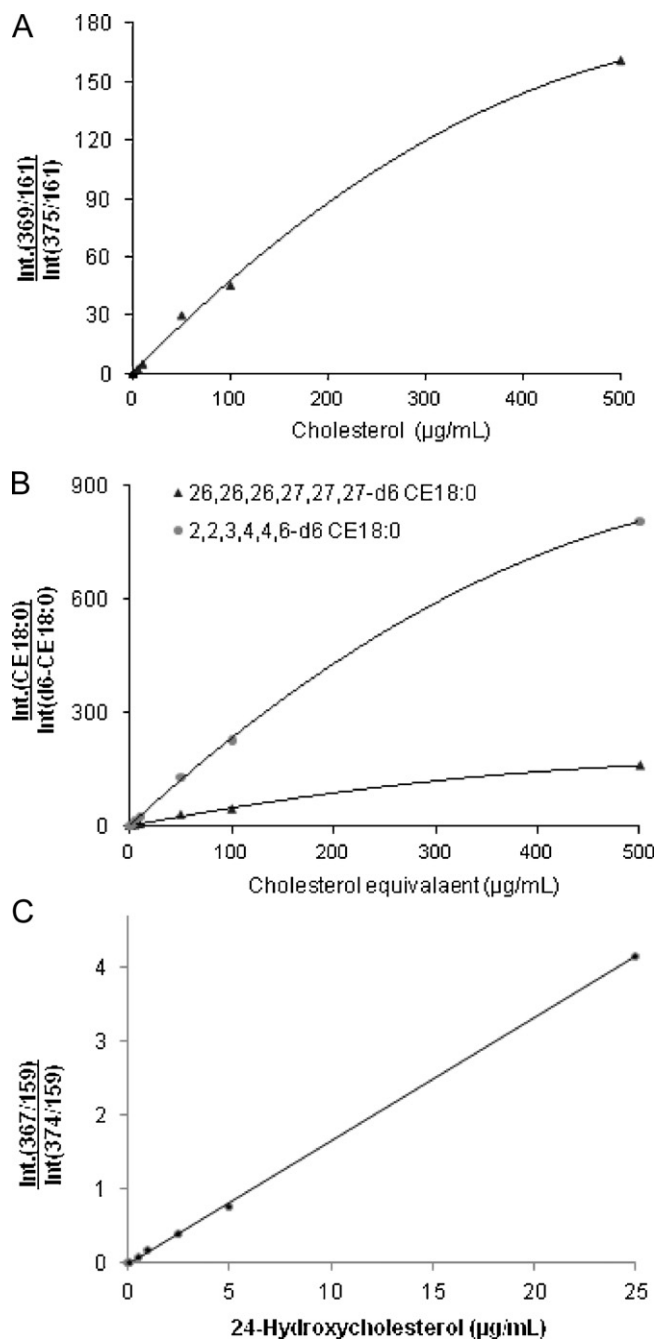 A
180
150
120
90
60
30
0
Int.(369/161)
Int(375/161)
0 100 200 300 400 500
Cholesterol (µg/mL)
B
900
600
300
0
26,26,26,27,27,27-d6 CE18:0
2,2,3,4,4,6-d6 CE18:0
Int.(CE18:0)
Int(d6-CE18:0)
0 100 200 300 400 500
Cholesterol equivalaent (µg/mL)
C
4
3
2
1
0
Int.(367/159)
Int(374/159)
0 5 10 15 20 25
24-Hydroxycholesterol (µg/mL)